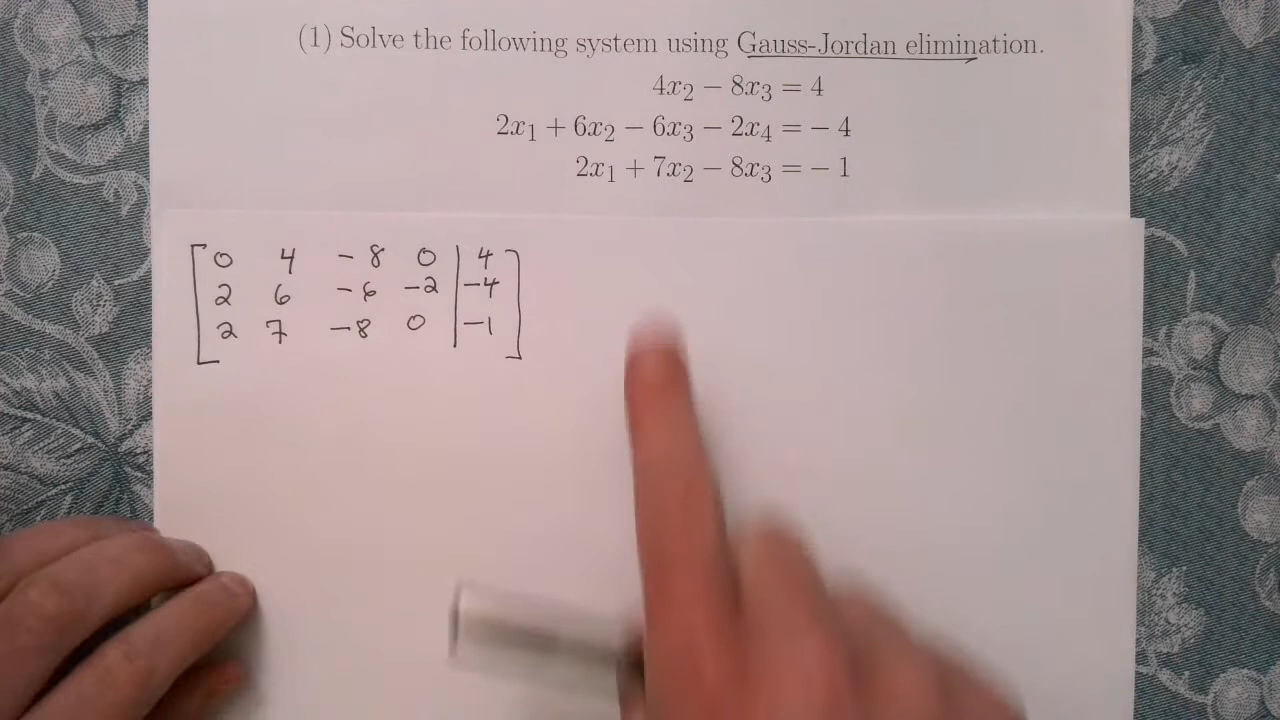 (1) Solve the following system using Gauss-Jordan elimination.
4x₂ − 8x₃ = 4
2x₁ + 6x₂ − 6x₃ − 2x₄ = − 4
2x₁ + 7x₂ − 8x₃ = − 1
0 4 -8 0 | 4
2 6 -6 -2 | -4
2 7 -8 0 | -1